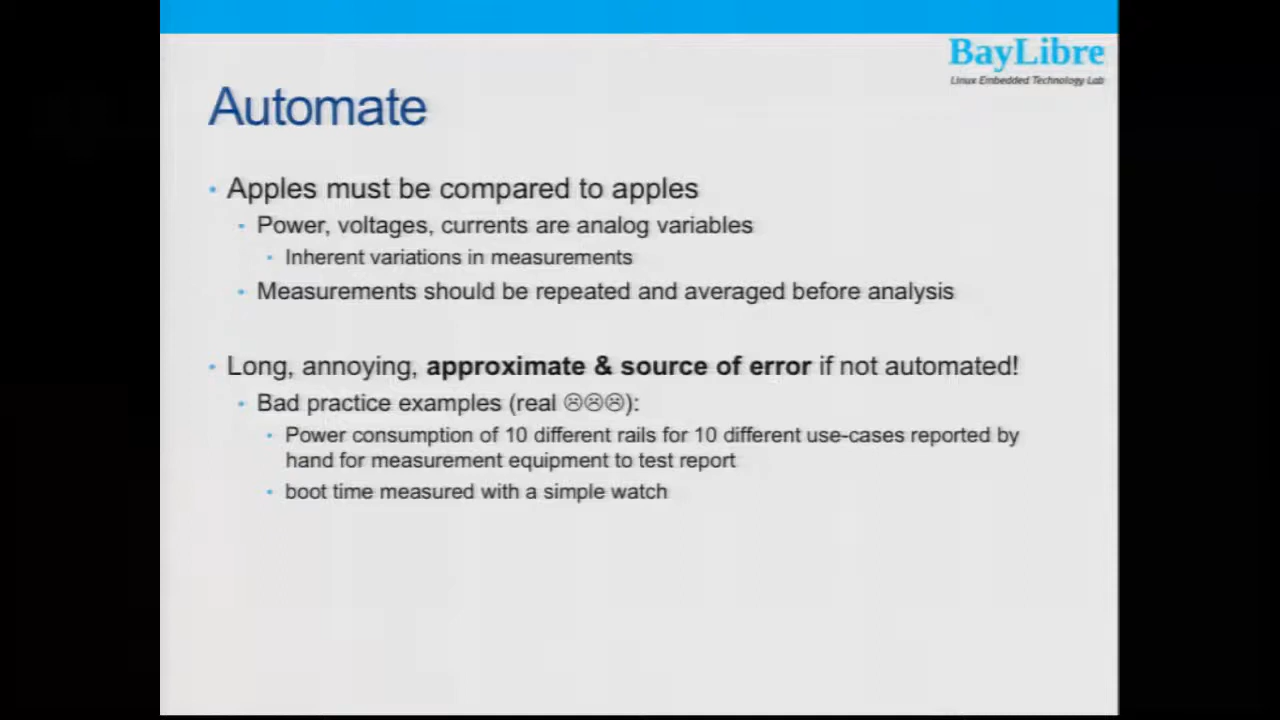 BayLibre
Linux Embedded Technology Lab
Automate
• Apples must be compared to apples
• Power, voltages, currents are analog variables
• Inherent variations in measurements
• Measurements should be repeated and averaged before analysis
• Long, annoying, approximate & source of error if not automated!
• Bad practice examples (real ☹☹☹):
• Power consumption of 10 different rails for 10 different use-cases reported by
hand for measurement equipment to test report
• boot time measured with a simple watch